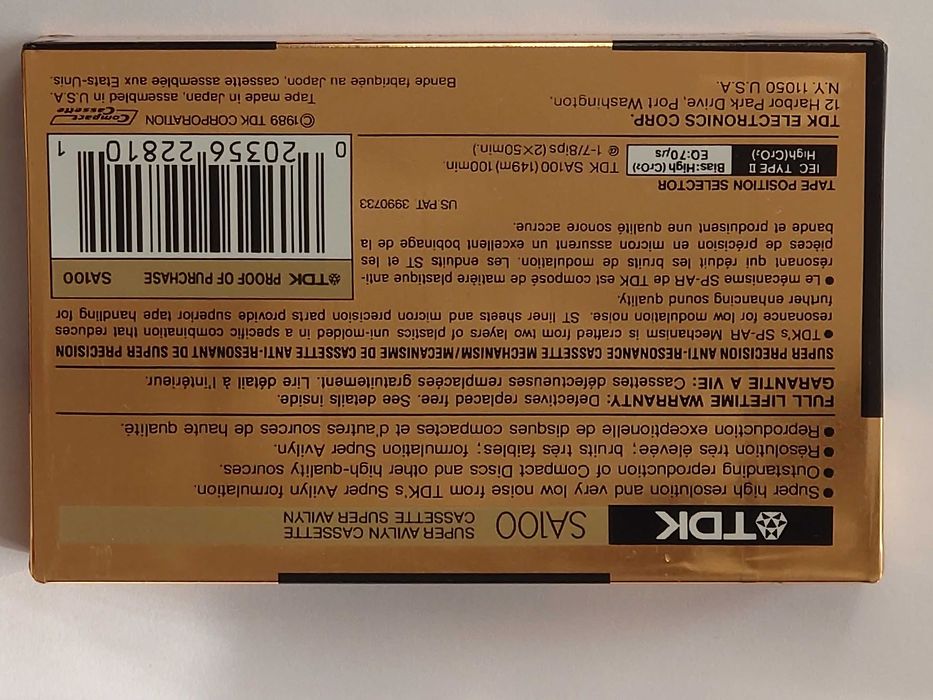 TDK SA100 SUPER AVILYN CASSETTE
CASSETTE SUPER AVILYN
● Super high resolution and very low noise from TDK's Super Avilyn formulation.
● Outstanding reproduction of Compact Discs and other high-quality sources.
● Résolution très élevée; bruits très faibles; formulation Super Avilyn.
● Reproduction exceptionelle de disques compactes et d'autres sources de haute qualité.
FULL LIFETIME WARRANTY: Defectives replaced free. See details inside.
GARANTIE A VIE: Cassettes défectueuses remplacées gratuitement. Lire détail à l'intérieur.
SUPER PRECISION ANTI-RESONANCE CASSETTE MECHANISM/MÉCANISME DE CASSETTE ANTI-RESONANT DE SUPER PRECISION
● TDK's SP-AR Mechanism is crafted from two layers of plastics uni-molded in a specific combination that reduces
resonance for low modulation noise. ST liner sheets and micron precision parts provide superior tape handling for
further enhancing sound quality.
● Le mécanisme SP-AR de TDK est composé de matière plastique anti-
résonant qui réduit les bruits de modulation. Les enduits ST et les
pièces de précision en micron assurent un excellent bobinage de la
bande et produisent une qualité sonore accrue.
US PAT 3990733
TAPE POSITION SELECTOR
IEC TYPE II
High(CrO₂)
Bias:High(CrO₂)
EQ:70μs
TDK SA100(149m)(100min.
@ 1-7/8ips(2×50min.)
TDK ELECTRONICS CORP.
12 Harbor Park Drive, Port Washington,
N.Y. 11050 U.S.A.
TDK PROOF OF PURCHASE SA100
0 20356 22810 1
©1989 TDK CORPORATION
Compact Cassette
Tape made in Japan, assembled in U.S.A.
Bande fabriquée au Japon, cassette assemblée aux Etats-Unis.